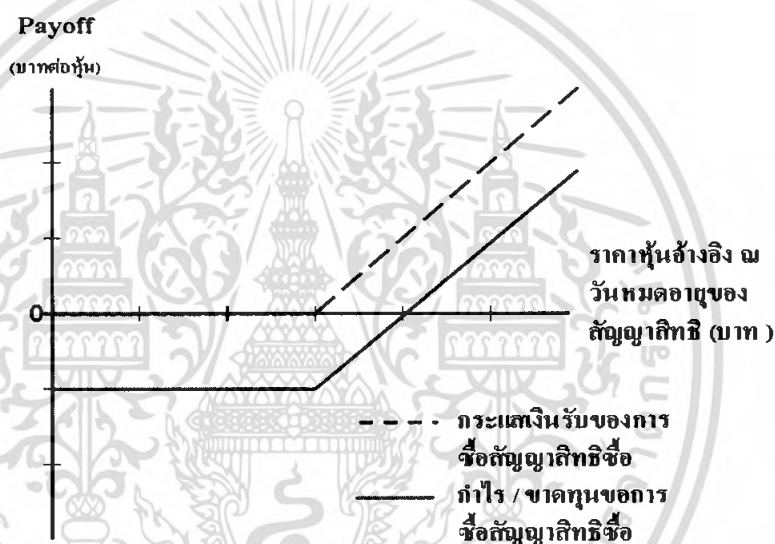 Payoff
(บาทต่อหุ้น)
0
ราคาหุ้นอ้างอิง ณ
วันหมดอายุของ
สัญญาสิทธิ (บาท )
กระแสเงินรับของการ
ซื้อสัญญาสิทธิซื้อ
กำไร / ขาดทุนขอการ
ซื้อสัญญาสิทธิซื้อ